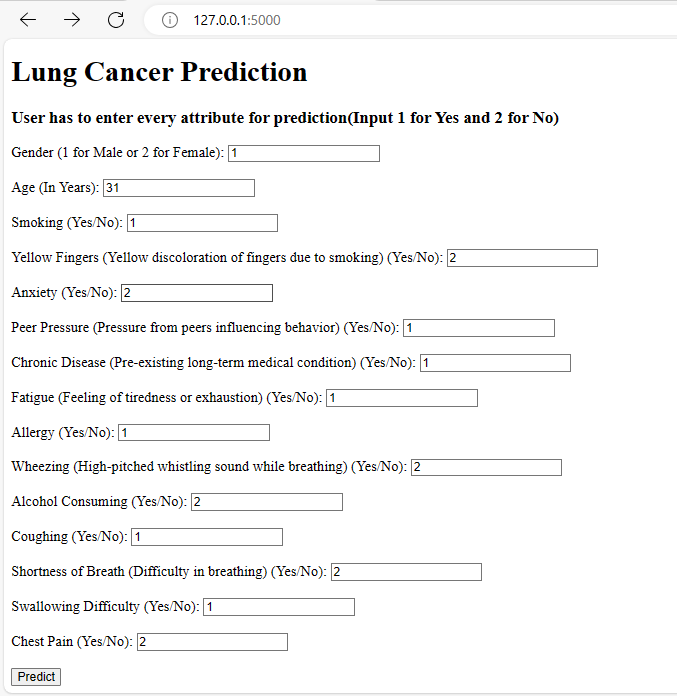 127.0.0.1:5000
Lung Cancer Prediction
User has to enter every attribute for prediction(Input 1 for Yes and 2 for No)
Gender (1 for Male or 2 for Female): 1
Age (In Years): 31
Smoking (Yes/No): 1
Yellow Fingers (Yellow discoloration of fingers due to smoking) (Yes/No): 2
Anxiety (Yes/No): 2
Peer Pressure (Pressure from peers influencing behavior) (Yes/No): 1
Chronic Disease (Pre-existing long-term medical condition) (Yes/No): 1
Fatigue (Feeling of tiredness or exhaustion) (Yes/No): 1
Allergy (Yes/No): 1
Wheezing (High-pitched whistling sound while breathing) (Yes/No): 2
Alcohol Consuming (Yes/No): 2
Coughing (Yes/No): 1
Shortness of Breath (Difficulty in breathing) (Yes/No): 2
Swallowing Difficulty (Yes/No): 1
Chest Pain (Yes/No): 2
Predict